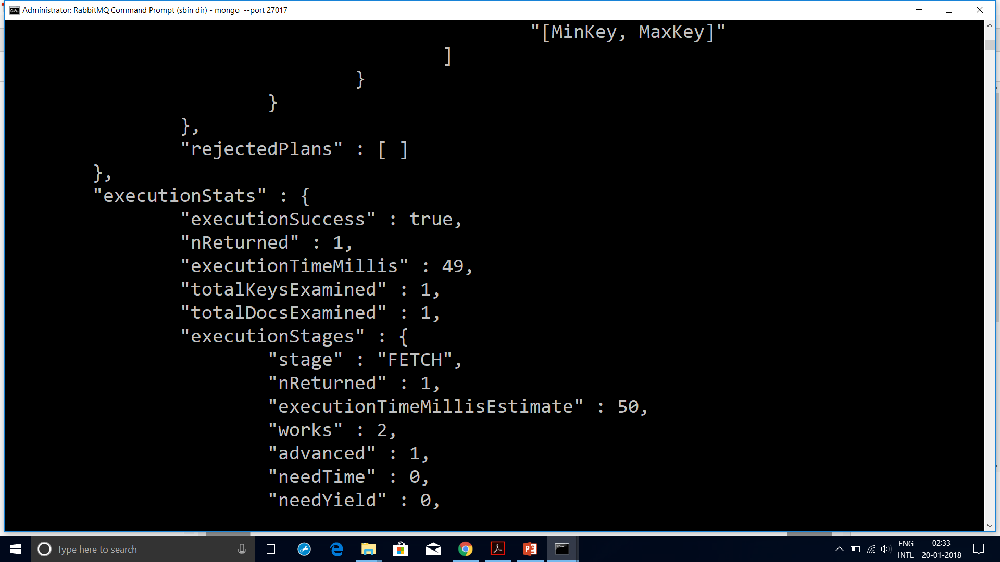 Administrator: RabbitMQ Command Prompt (sbin dir) - mongo  --port 27017
"[MinKey, MaxKey]"
]
}
}
},
"rejectedPlans" : [ ]
},
"executionStats" : {
"executionSuccess" : true,
"nReturned" : 1,
"executionTimeMillis" : 49,
"totalKeysExamined" : 1,
"totalDocsExamined" : 1,
"executionStages" : {
"stage" : "FETCH",
"nReturned" : 1,
"executionTimeMillisEstimate" : 50,
"works" : 2,
"advanced" : 1,
"needTime" : 0,
"needYield" : 0,
Type here to search
ENG
INTL
02:33
20-01-2018